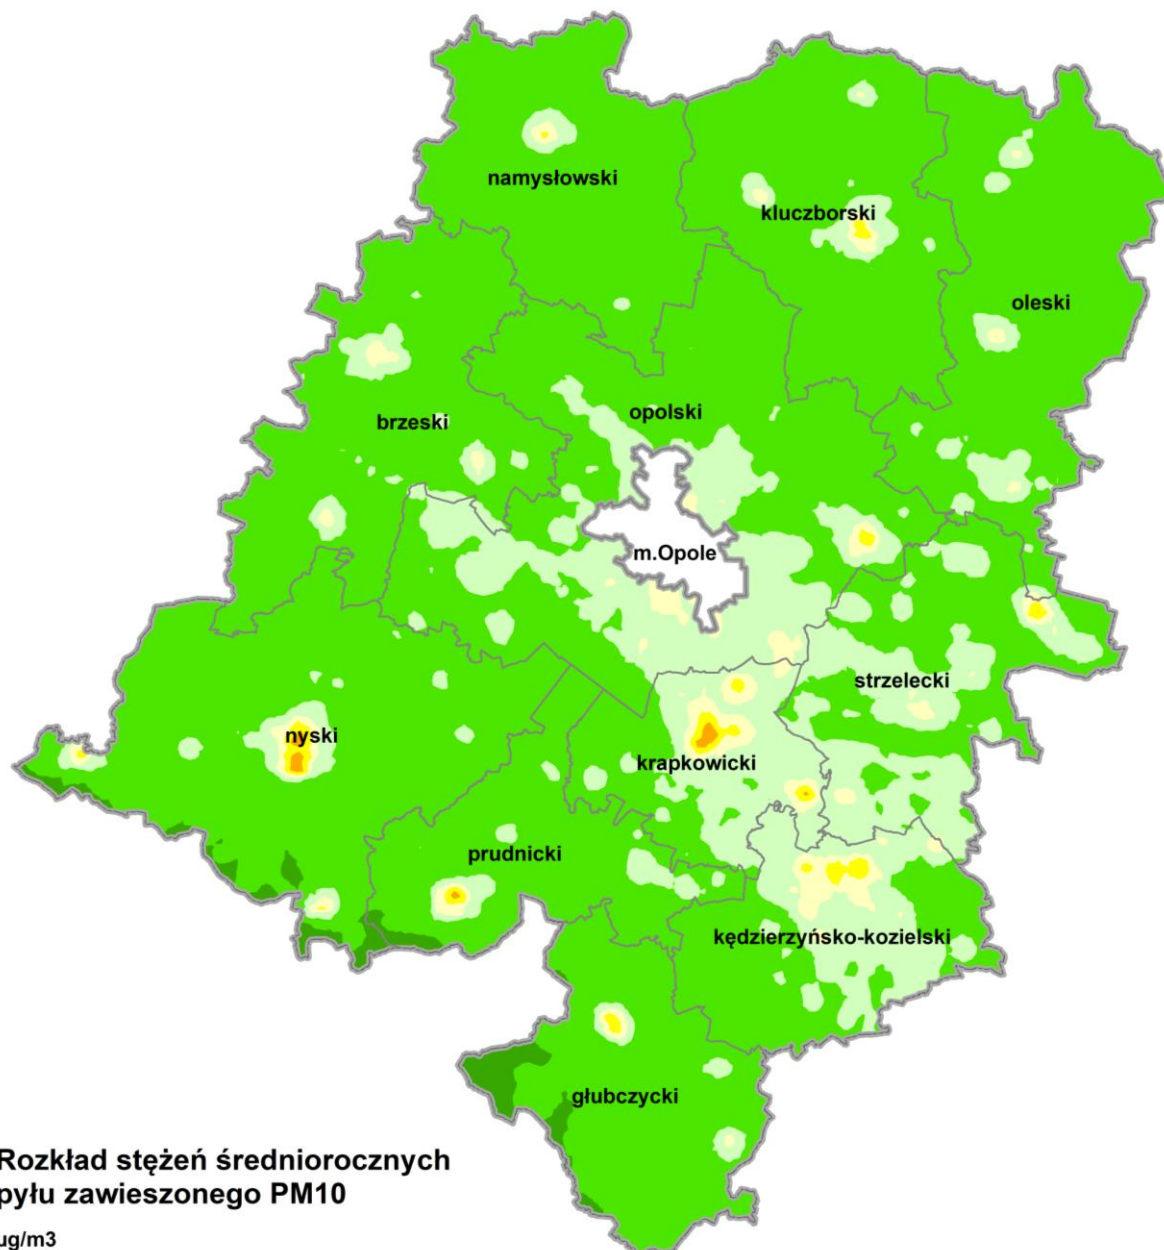 namysłowski
kluczborski
oleski
opolski
brzeski
m.Opole
strzelecki
nyski
krapkowicki
prudnicki
kędzierzyńsko-kozielski
głubczycki
Rozkład stężeń średniorocznych
pyłu zawieszonego PM10
ug/m3